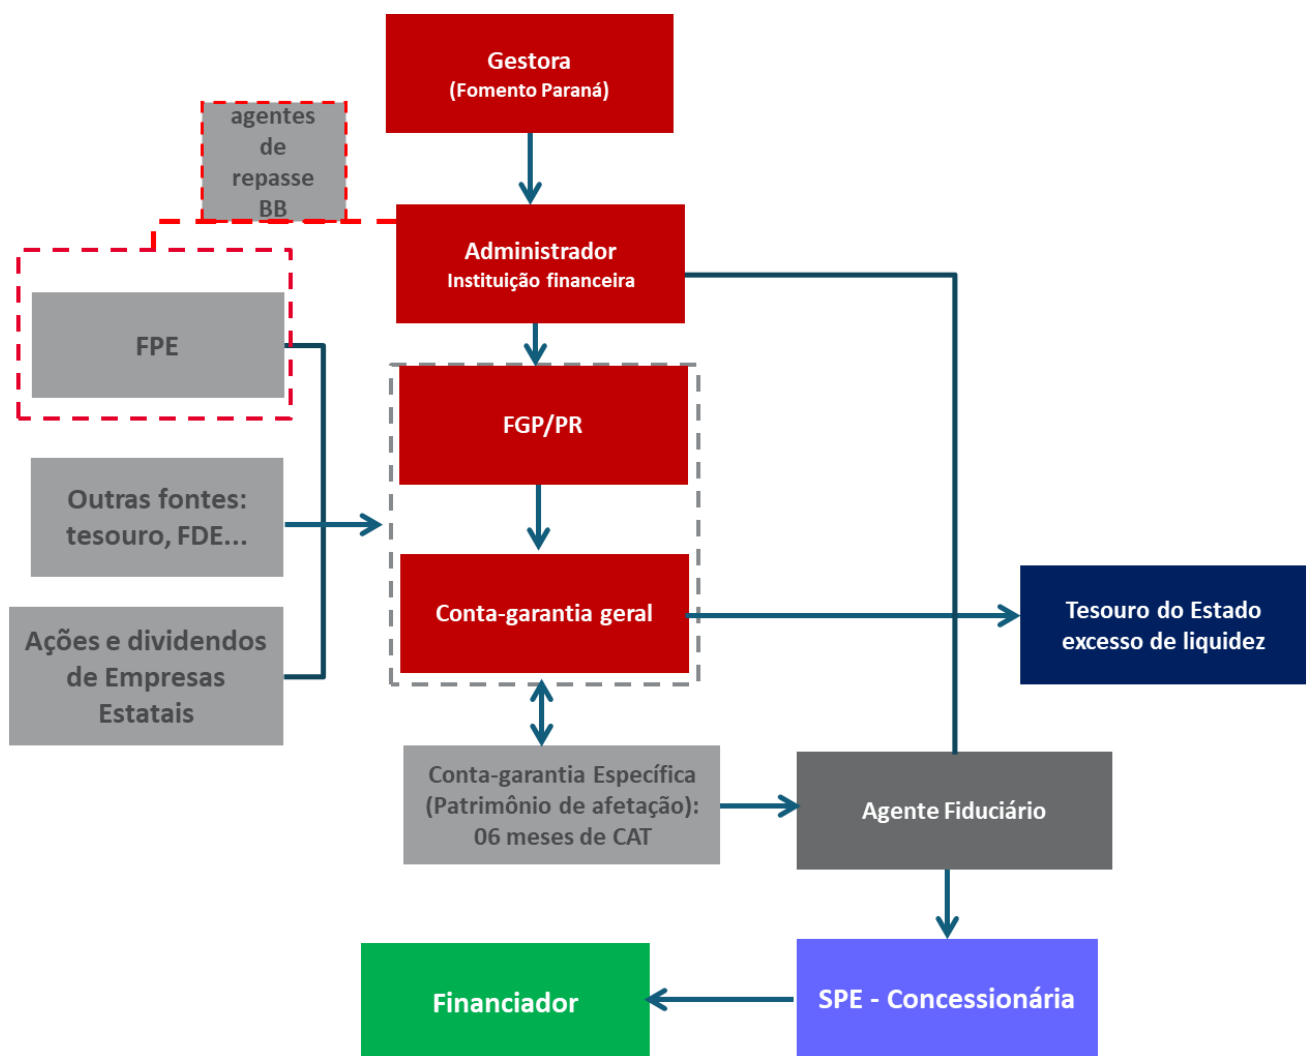 Gestora
(Fomento Paraná)
agentes
de
repasse
BB
Administrador
Instituição financeira
FPE
FGP/PR
Outras fontes:
tesouro, FDE...
Conta-garantia geral
Tesouro do Estado
excesso de liquidez
Ações e dividendos
de Empresas
Estatais
Conta-garantia Específica
(Patrimônio de afetação):
06 meses de CAT
Agente Fiduciário
Financiador
SPE - Concessionária